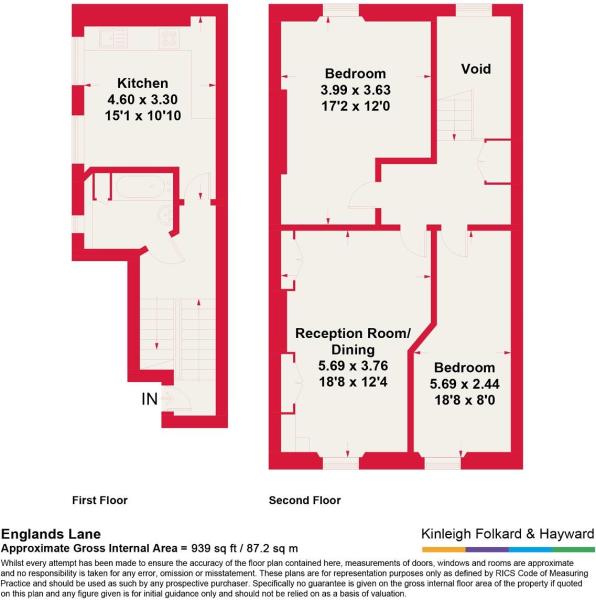 Kitchen
4.60 x 3.30
15'1 x 10'10
Bedroom
3.99 x 3.63
17'2 x 12'0
Void
Reception Room/
Dining
5.69 x 3.76
18'8 x 12'4
Bedroom
5.69 x 2.44
18'8 x 8'0
IN
First Floor
Second Floor
Englands Lane
Approximate Gross Internal Area = 939 sq ft / 87.2 sq m
Kinleigh Folkard & Hayward
Whilst every attempt has been made to ensure the accuracy of the floor plan contained here, measurements of doors, windows and rooms are approximate
and no responsibility is taken for any error, omission or misstatement. These plans are for representation purposes only as defined by RICS Code of Measuring
Practice and should be used as such by any prospective purchaser. Specifically no guarantee is given on the gross internal floor area of the property if quoted
on this plan and any figure given is for initial guidance only and should not be relied on as a basis of valuation.